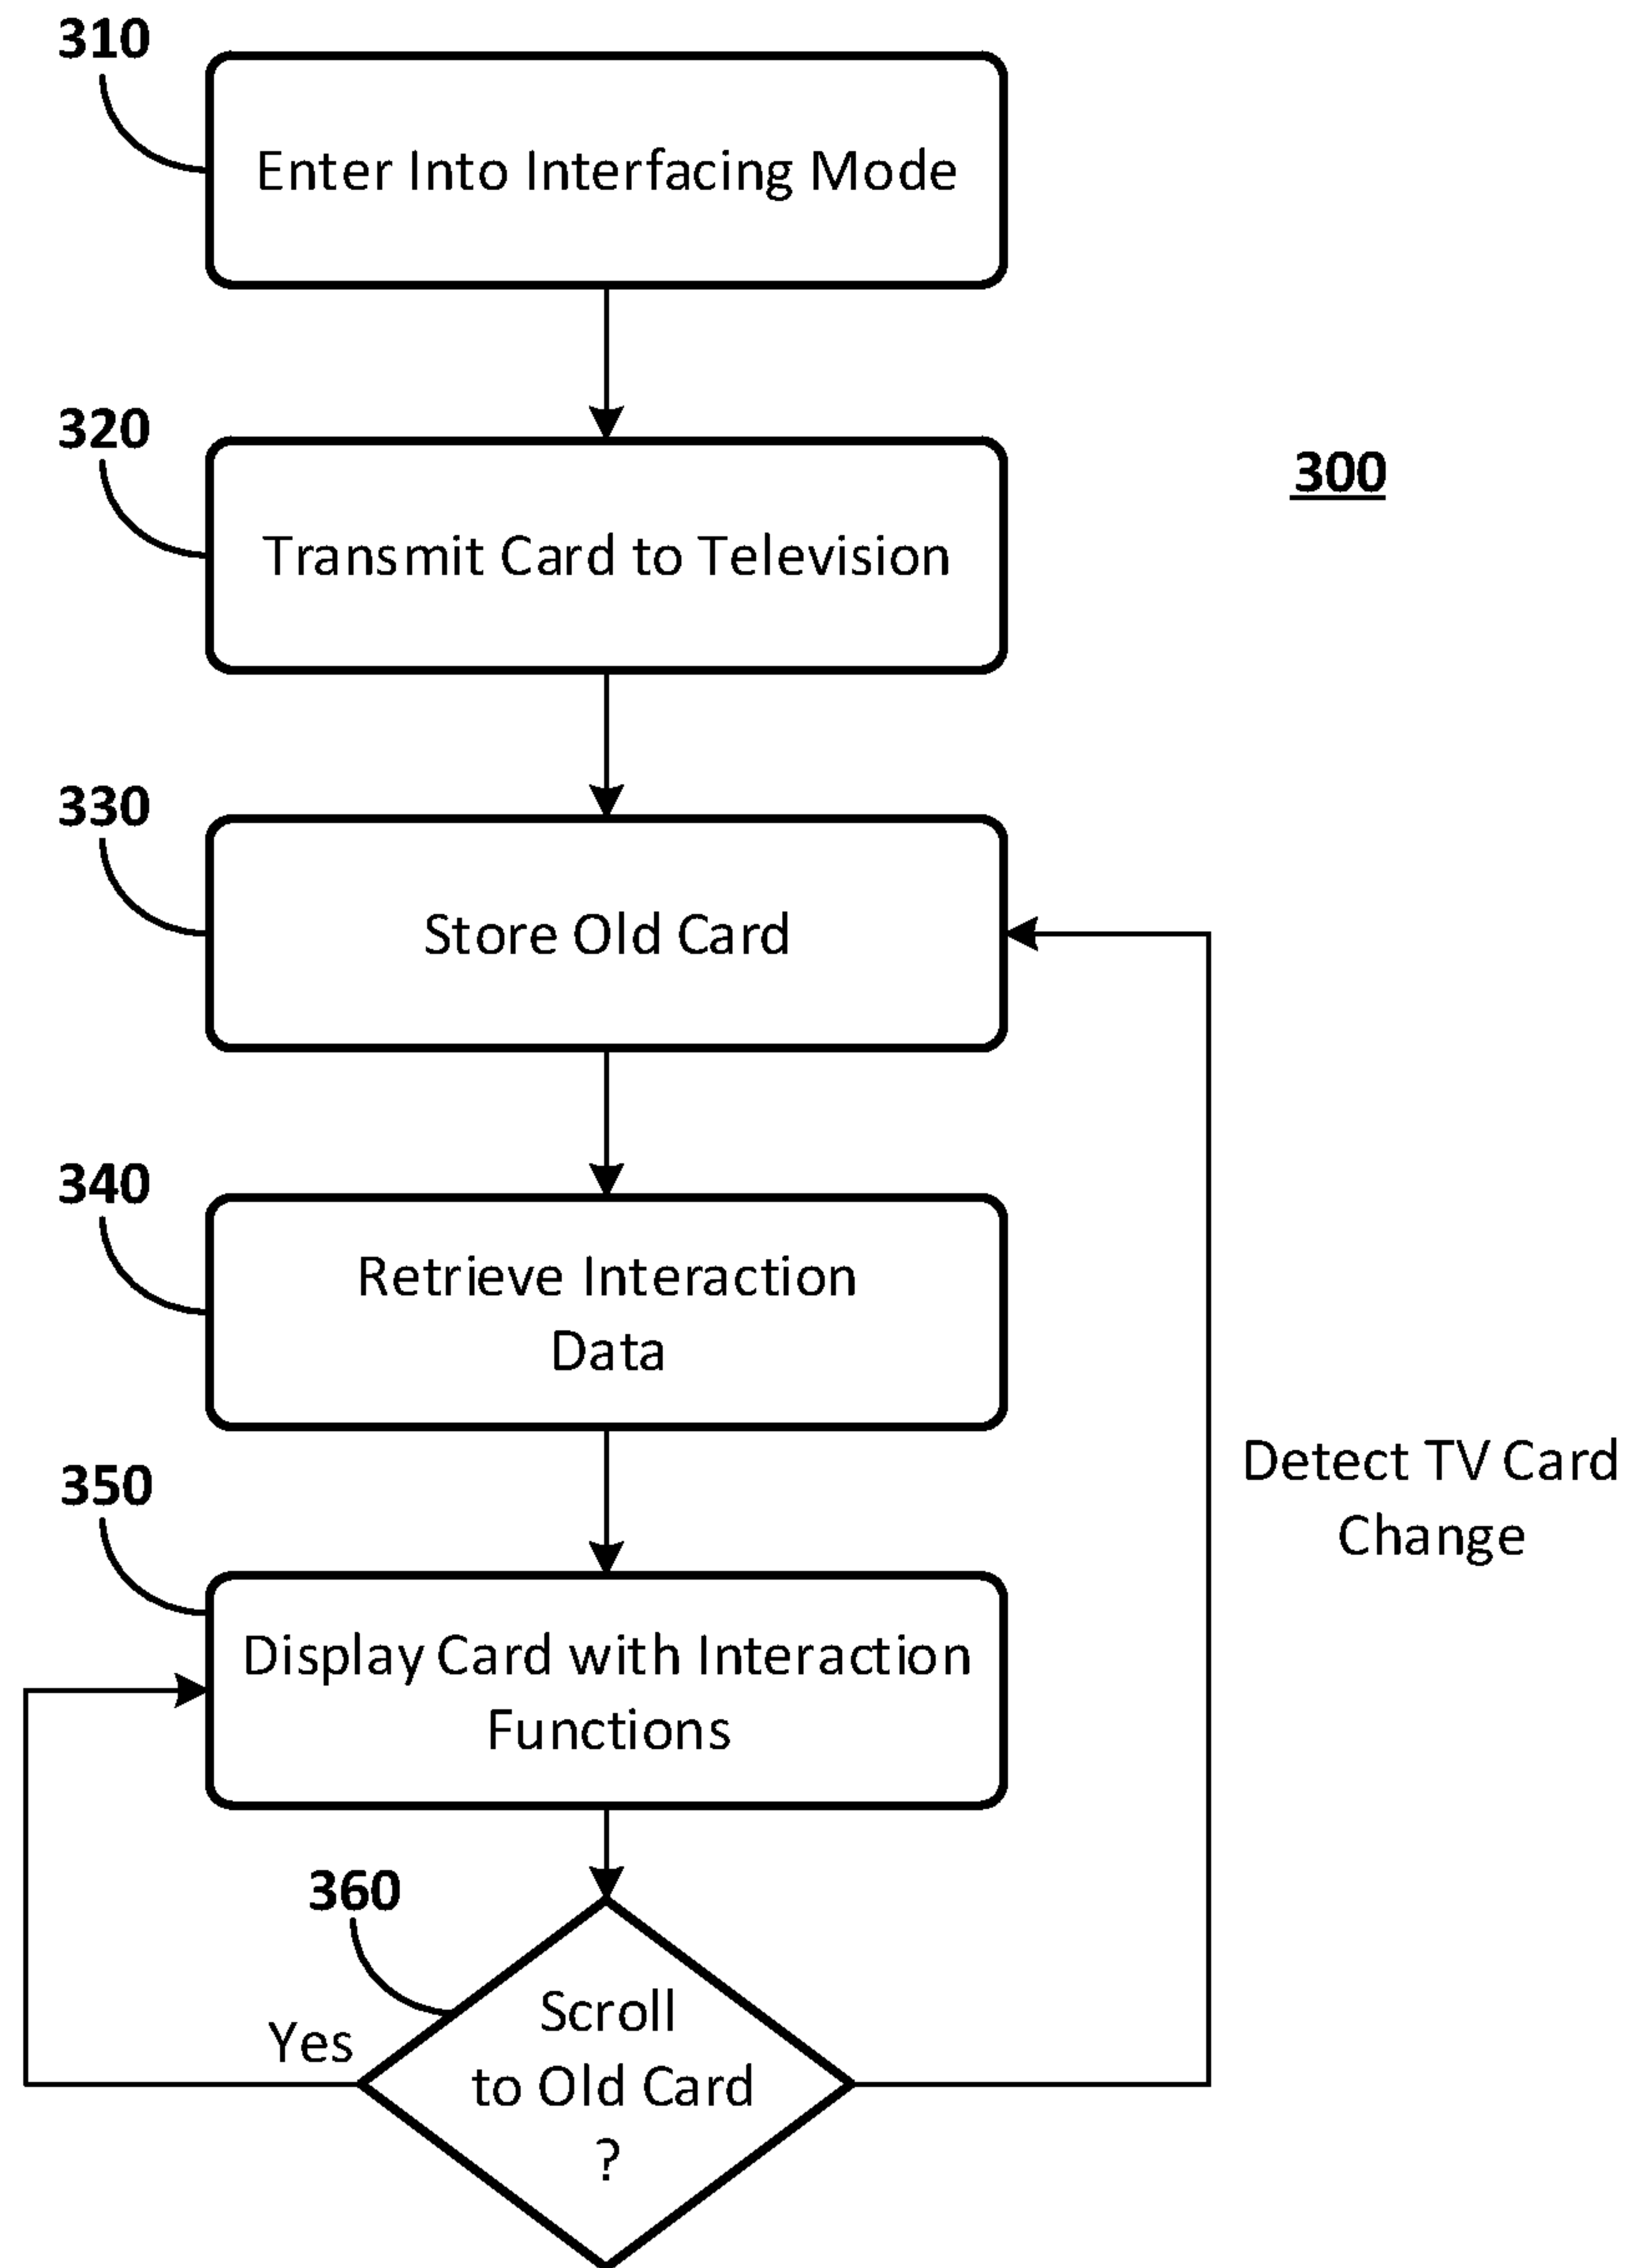 310
Enter Into Interfacing Mode
320
300
Transmit Card to Television
330
Store Old Card
340
Retrieve Interaction
Data
Detect TV Card
Change
350
Display Card with Interaction
Functions
360
Yes
Scroll
to Old Card
?